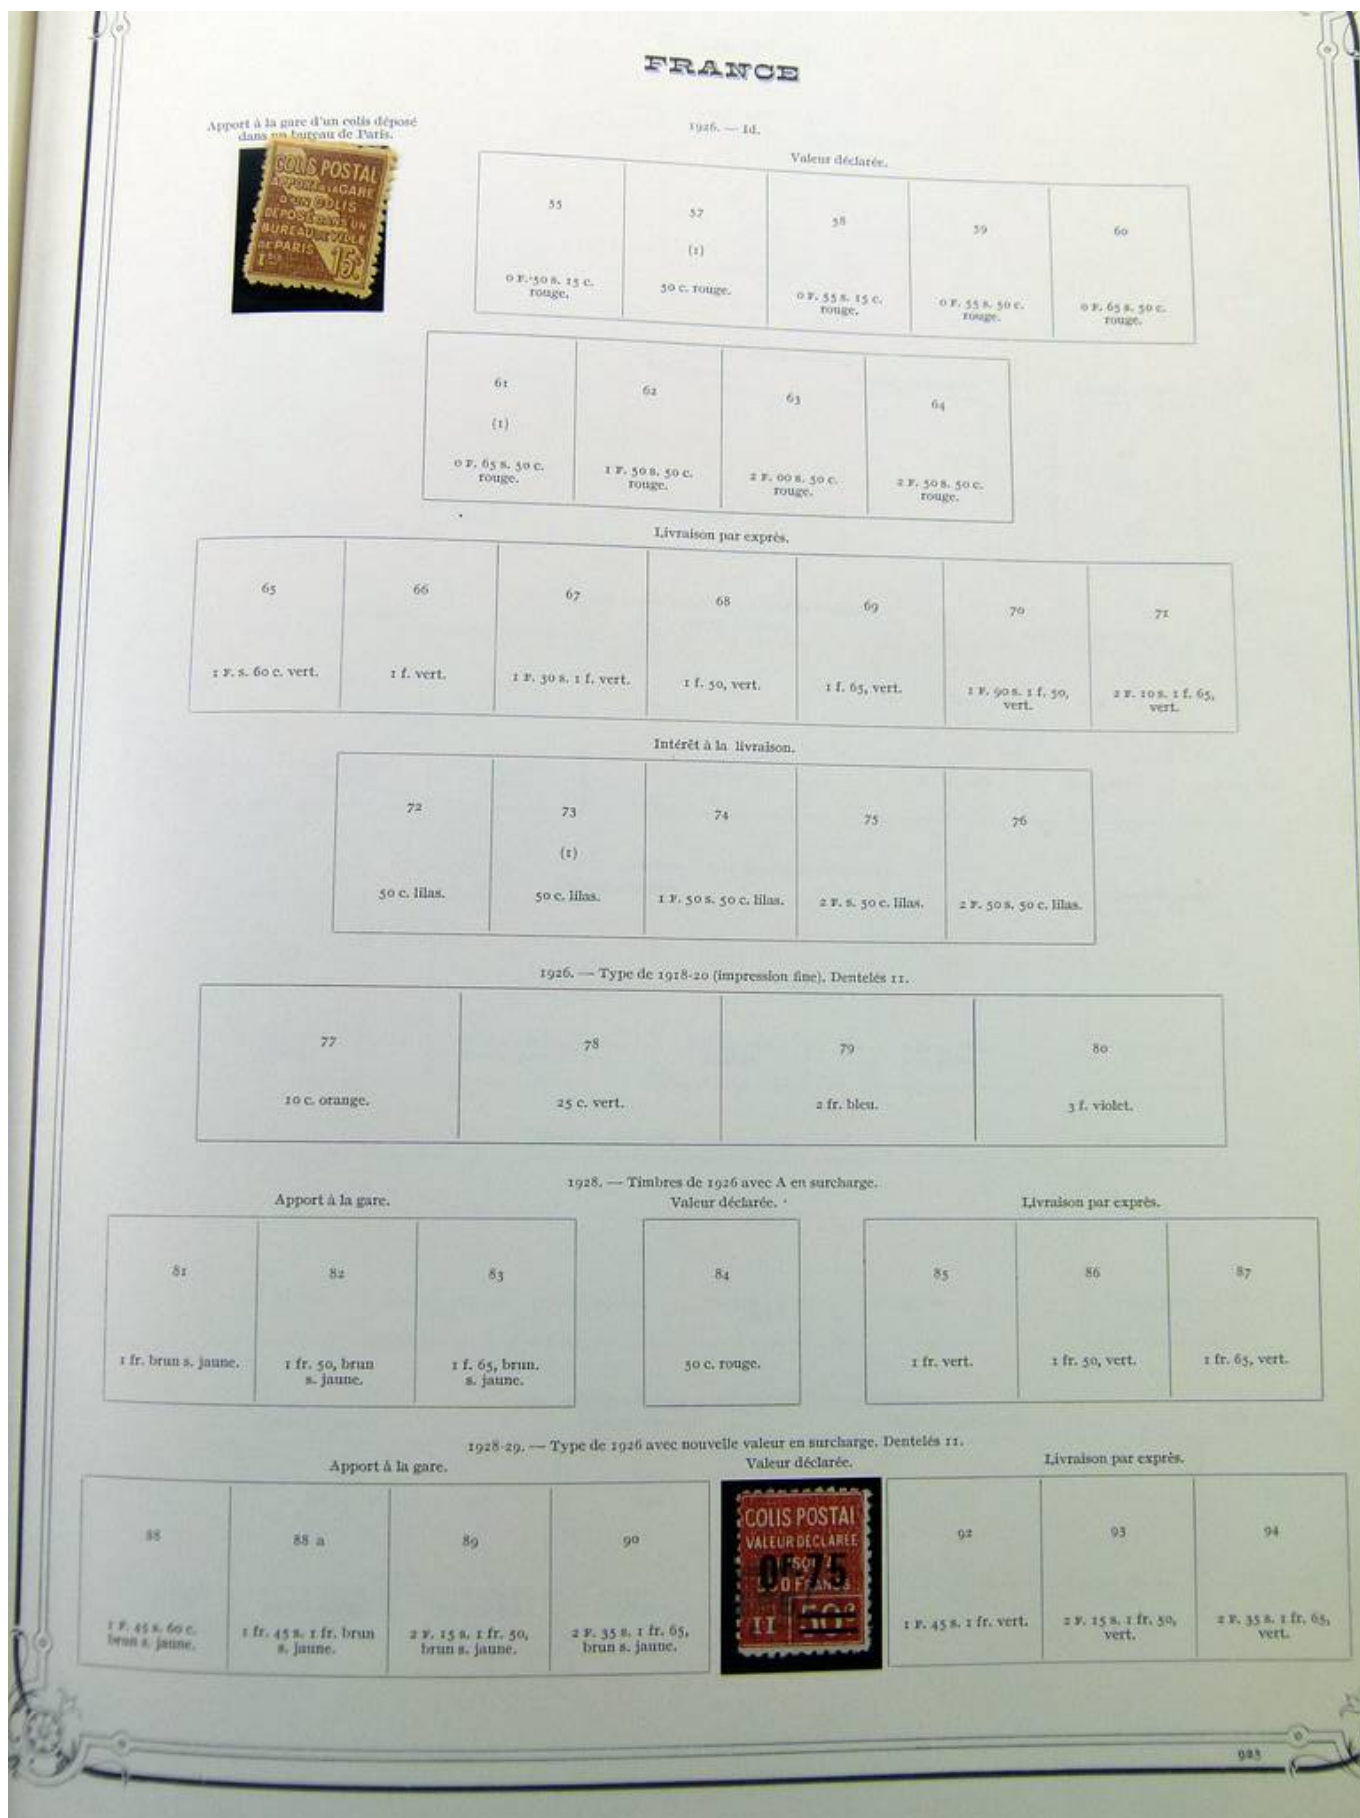 FRANCE
Apport à la gare d'un colis déposé
dans un bureau de Paris.
COLIS POSTAL
APPORT À LA GARE
D'UN COLIS
DÉPOSÉ DANS UN
BUREAU DE VILLE
DE PARIS
15c
1926. — Id.
Valeur déclarée.
55
0 F. 50 s. 15 c.
rouge.
57
(1)
50 c. rouge.
58
0 F. 55 s. 15 c.
rouge.
59
0 F. 55 s. 50 c.
rouge.
60
0 F. 65 s. 50 c.
rouge.
61
(1)
0 F. 65 s. 50 c.
rouge.
62
1 F. 50 s. 50 c.
rouge.
63
2 F. 00 s. 50 c.
rouge.
64
2 F. 50 s. 50 c.
rouge.
Livraison par exprès.
65
1 F. s. 60 c. vert.
66
1 f. vert.
67
1 F. 30 s. 1 f. vert.
68
1 f. 50, vert.
69
1 f. 65, vert.
70
1 F. 90 s. 1 f. 50,
vert.
71
2 F. 10 s. 1 f. 65,
vert.
Intérêt à la livraison.
72
50 c. lilas.
73
(1)
50 c. lilas.
74
1 F. 50 s. 50 c. lilas.
75
2 F. s. 50 c. lilas.
76
2 F. 50 s. 50 c. lilas.
1926. — Type de 1918-20 (impression fine). Dentelés 11.
77
10 c. orange.
78
25 c. vert.
79
2 fr. bleu.
80
3 f. violet.
1928. — Timbres de 1926 avec A en surcharge.
Apport à la gare.
81
1 fr. brun s. jaune.
82
1 fr. 50, brun
s. jaune.
83
1 f. 65, brun.
s. jaune.
Valeur déclarée.
84
50 c. rouge.
Livraison par exprès.
85
1 fr. vert.
86
1 fr. 50, vert.
87
1 fr. 65, vert.
1928-29. — Type de 1926 avec nouvelle valeur en surcharge. Dentelés 11.
Apport à la gare.
88
1 F. 45 s. 60 c.
brun s. jaune.
88 a
1 fr. 45 s. 1 fr. brun
s. jaune.
89
2 F. 15 s. 1 fr. 50,
brun s. jaune.
90
2 F. 35 s. 1 fr. 65,
brun s. jaune.
Valeur déclarée.
COLIS POSTAL
VALEUR DÉCLARÉE
0F75
FRANCS
II 50c
Livraison par exprès.
92
1 F. 45 s. 1 fr. vert.
93
2 F. 15 s. 1 fr. 50,
vert.
94
2 F. 35 s. 1 fr. 65,
vert.
923